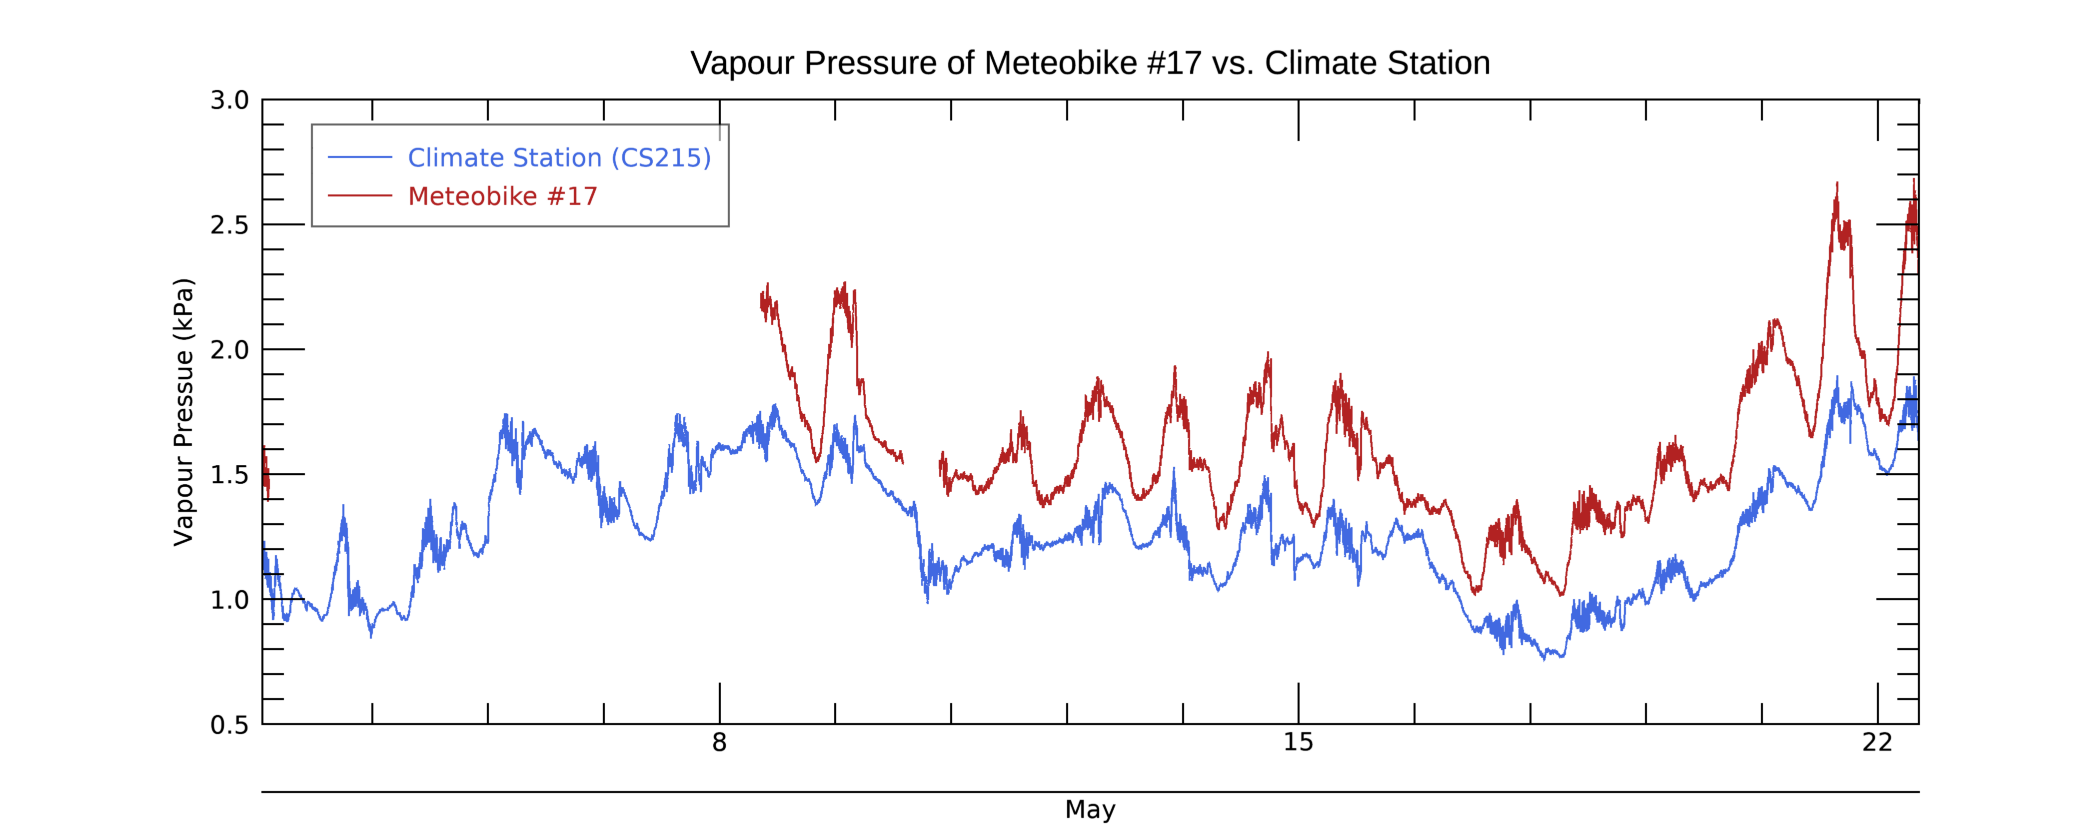 Vapour Pressure of Meteobike #17 vs. Climate Station
Climate Station (CS215)
Meteobike #17
Vapour Pressue (kPa)
3.0
2.5
2.0
1.5
1.0
0.5
8
15
22
May